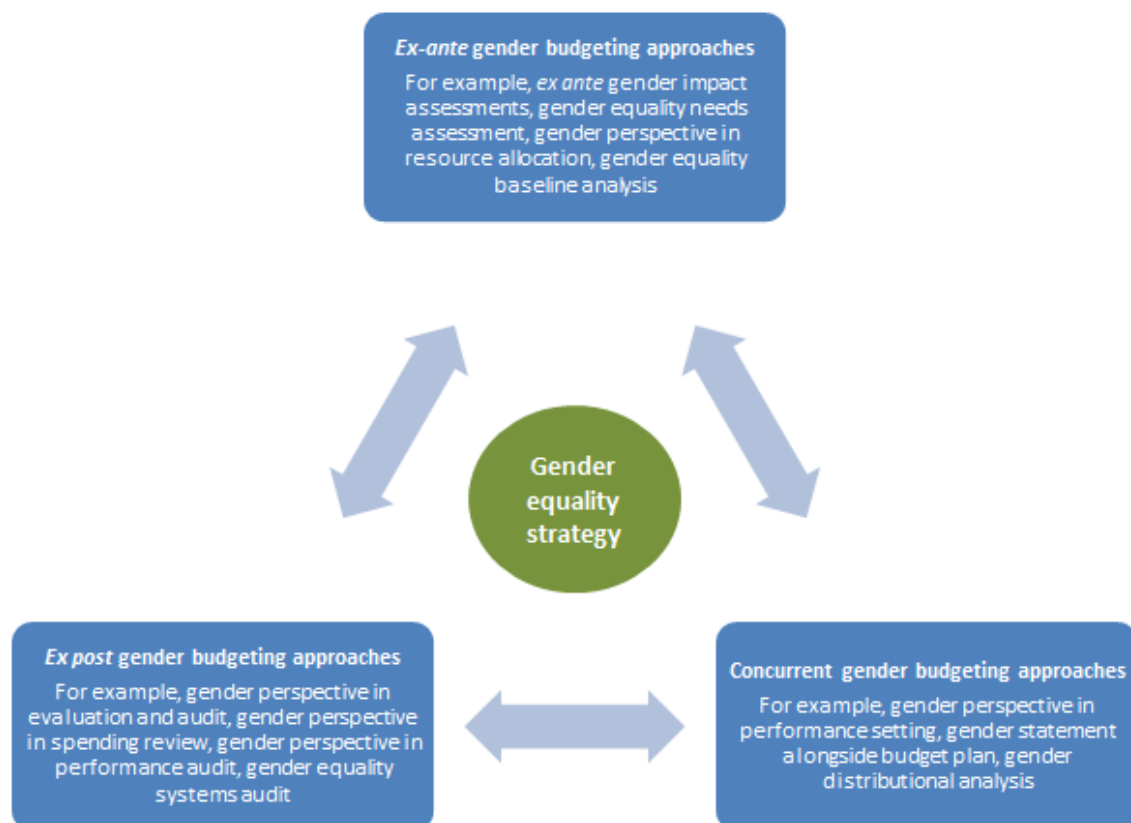 Ex-ante gender budgeting approaches
For example, ex ante gender impact
assessments, gender equality needs
assessment, gender perspective in
resource allocation, gender equality
baseline analysis
Gender
equality
strategy
Ex post gender budgeting approaches
For example, gender perspective in
evaluation and audit, gender perspective
in spending review, gender perspective in
performance audit, gender equality
systems audit
Concurrent gender budgeting approaches
For example, gender perspective in
performance setting, gender statement
alongside budget plan, gender
distributional analysis